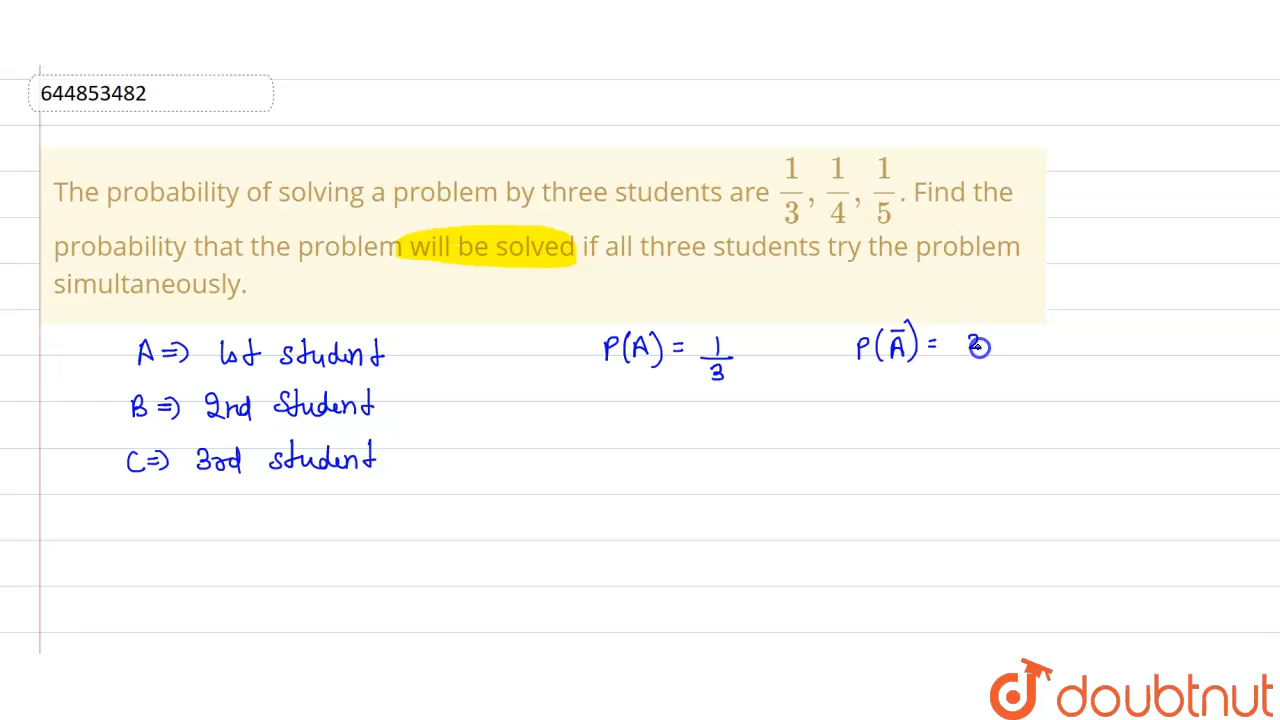 644853482
The probability of solving a problem by three students are 1/3, 1/4, 1/5. Find the
probability that the problem will be solved if all three students try the problem
simultaneously.
A ⇒ 1st student P(A) = 1/3 P(Ā) = 2
B ⇒ 2nd Student
C ⇒ 3rd student
doubtnut